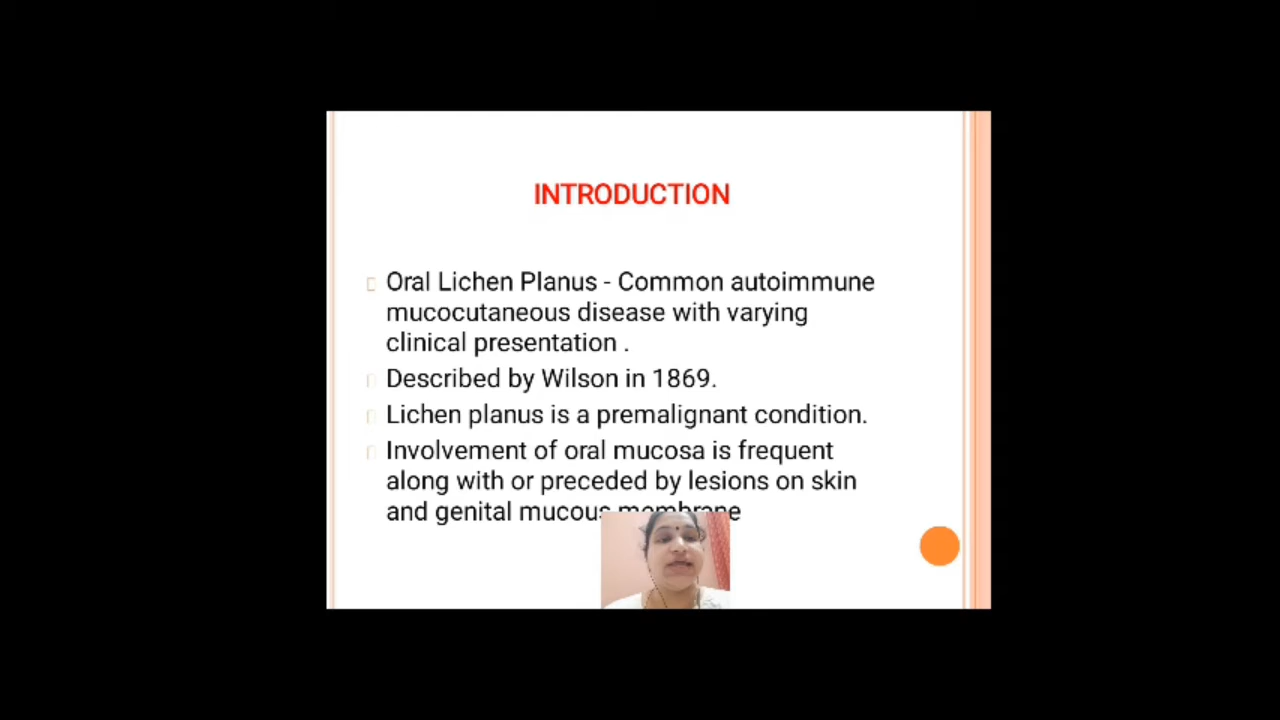 INTRODUCTION
Oral Lichen Planus - Common autoimmune
mucocutaneous disease with varying
clinical presentation .
Described by Wilson in 1869.
Lichen planus is a premalignant condition.
Involvement of oral mucosa is frequent
along with or preceded by lesions on skin
and genital mucous membrane